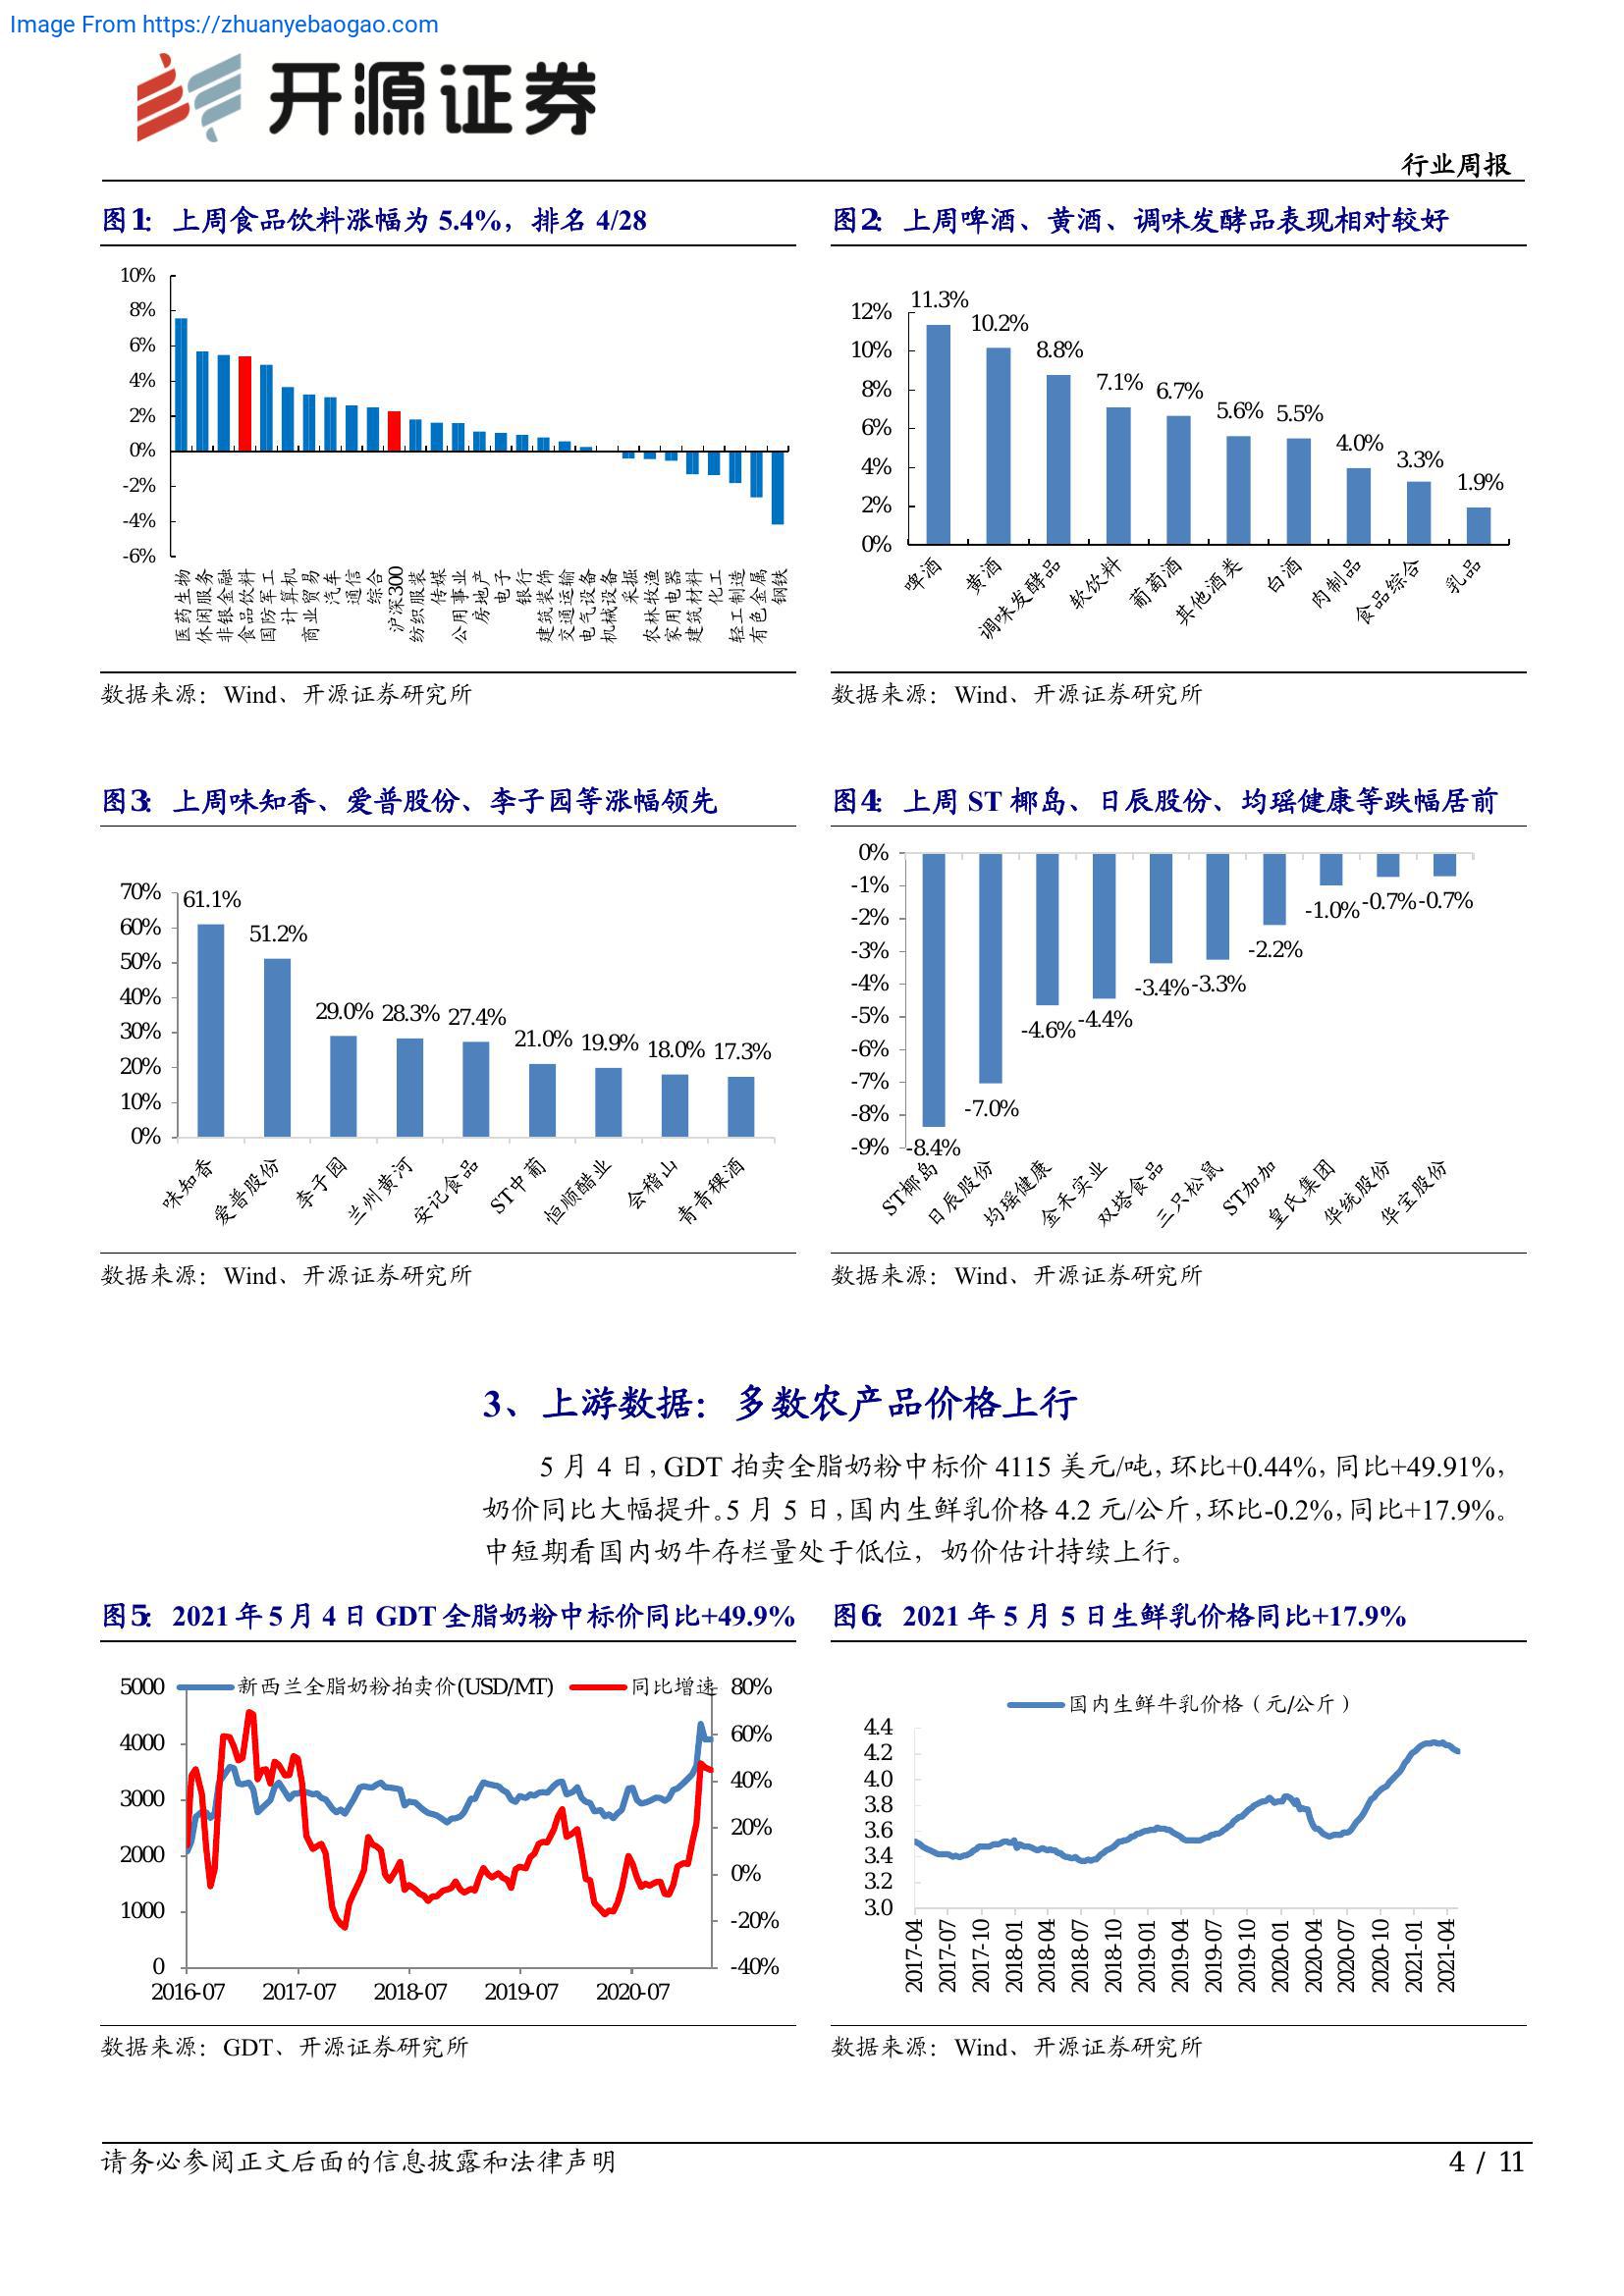 Image From https://zhuanyebaogao.com
开源证券
行业周报
图1： 上周食品饮料涨幅为 5.4%，排名 4/28
10%
8%
6%
4%
2%
0%
-2%
-4%
-6%
医药生物
休闲服务
非银金融
食品饮料
国防军工
计算机
商业贸易
汽车
通信
综合
沪深300
纺织服装
传媒
公用事业
房地产
电子
银行
建筑装饰
交通运输
电气设备
机械设备
采掘
农林牧渔
家用电器
建筑材料
化工
轻工制造
有色金属
钢铁
数据来源：Wind、开源证券研究所
图2： 上周啤酒、黄酒、调味发酵品表现相对较好
12%
10%
8%
6%
4%
2%
0%
11.3%
10.2%
8.8%
7.1%
6.7%
5.6%
5.5%
4.0%
3.3%
1.9%
啤酒
黄酒
调味发酵品
软饮料
葡萄酒
其他酒类
白酒
肉制品
食品综合
乳品
数据来源：Wind、开源证券研究所
图3： 上周味知香、爱普股份、李子园等涨幅领先
70%
60%
50%
40%
30%
20%
10%
0%
61.1%
51.2%
29.0%
28.3%
27.4%
21.0%
19.9%
18.0%
17.3%
味知香
爱普股份
李子园
兰州黄河
安记食品
ST中葡
恒顺醋业
会稽山
青青稞酒
数据来源：Wind、开源证券研究所
图4： 上周 ST 椰岛、日辰股份、均瑶健康等跌幅居前
0%
-1%
-2%
-3%
-4%
-5%
-6%
-7%
-8%
-9%
-8.4%
-7.0%
-4.6%
-4.4%
-3.4%
-3.3%
-2.2%
-1.0%
-0.7%
-0.7%
ST椰岛
日辰股份
均瑶健康
金禾实业
双塔食品
三只松鼠
ST加加
皇氏集团
华统股份
华宝股份
数据来源：Wind、开源证券研究所
3、上游数据：多数农产品价格上行
5 月 4 日，GDT 拍卖全脂奶粉中标价 4115 美元/吨，环比+0.44%，同比+49.91%，
奶价同比大幅提升。5 月 5 日，国内生鲜乳价格 4.2 元/公斤，环比-0.2%，同比+17.9%。
中短期看国内奶牛存栏量处于低位，奶价估计持续上行。
图5： 2021 年 5 月 4 日 GDT 全脂奶粉中标价同比+49.9%
新西兰全脂奶粉拍卖价(USD/MT)
同比增速
5000
4000
3000
2000
1000
0
80%
60%
40%
20%
0%
-20%
-40%
2016-07
2017-07
2018-07
2019-07
2020-07
数据来源：GDT、开源证券研究所
图6： 2021 年 5 月 5 日生鲜乳价格同比+17.9%
国内生鲜牛乳价格（元/公斤）
4.4
4.2
4.0
3.8
3.6
3.4
3.2
3.0
2017-04
2017-07
2017-10
2018-01
2018-04
2018-07
2018-10
2019-01
2019-04
2019-07
2019-10
2020-01
2020-04
2020-07
2020-10
2021-01
2021-04
数据来源：Wind、开源证券研究所
请务必参阅正文后面的信息披露和法律声明
4 / 11